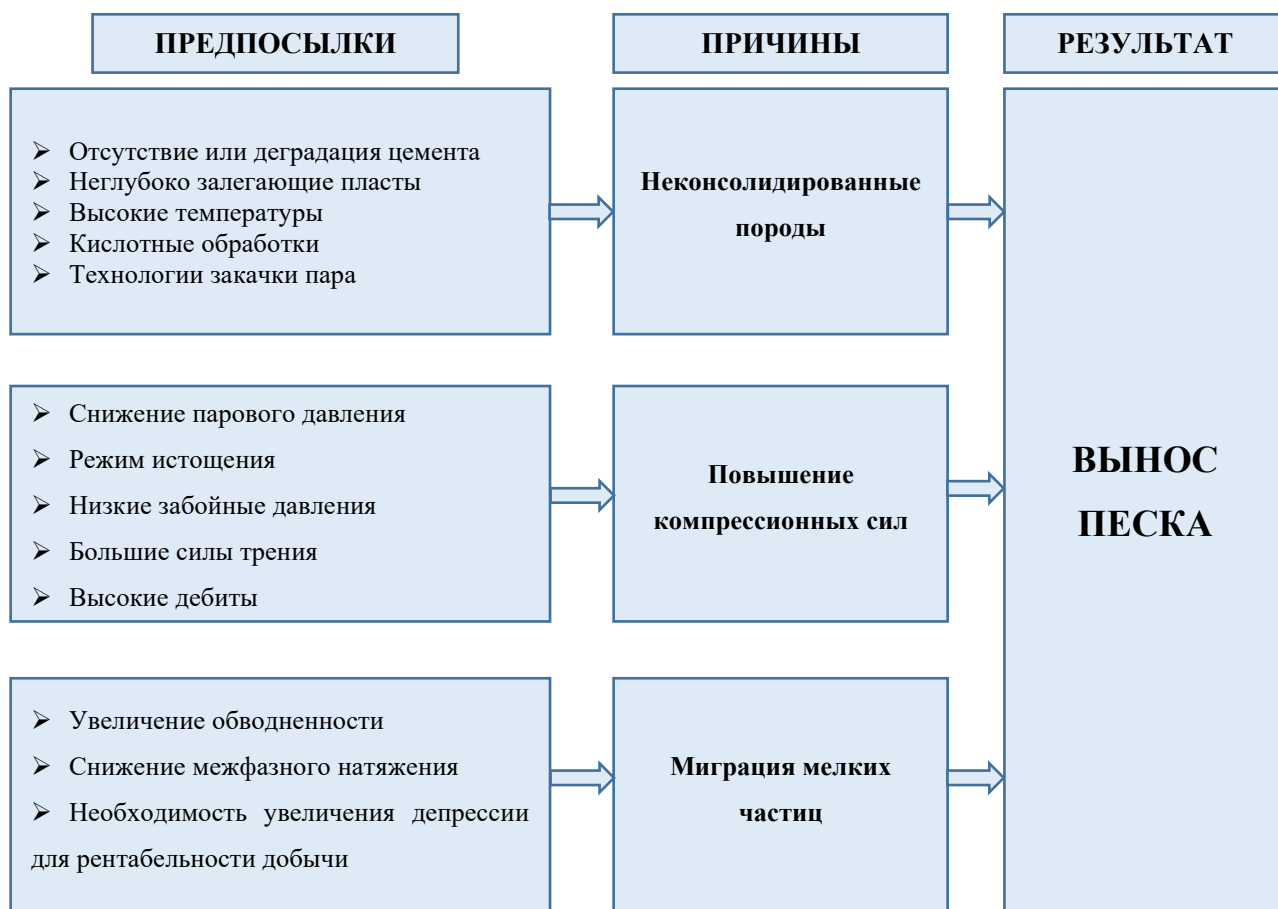 ПРЕДПОСЫЛКИ
ПРИЧИНЫ
РЕЗУЛЬТАТ
➢ Отсутствие или деградация цемента
➢ Неглубоко залегающие пласты
➢ Высокие температуры
➢ Кислотные обработки
➢ Технологии закачки пара
Неконсолидированные
породы
➢ Снижение парового давления
➢ Режим истощения
➢ Низкие забойные давления
➢ Большие силы трения
➢ Высокие дебиты
Повышение
компрессионных сил
➢ Увеличение обводненности
➢ Снижение межфазного натяжения
➢ Необходимость увеличения депрессии
для рентабельности добычи
Миграция мелких
частиц
ВЫНОС
ПЕСКА